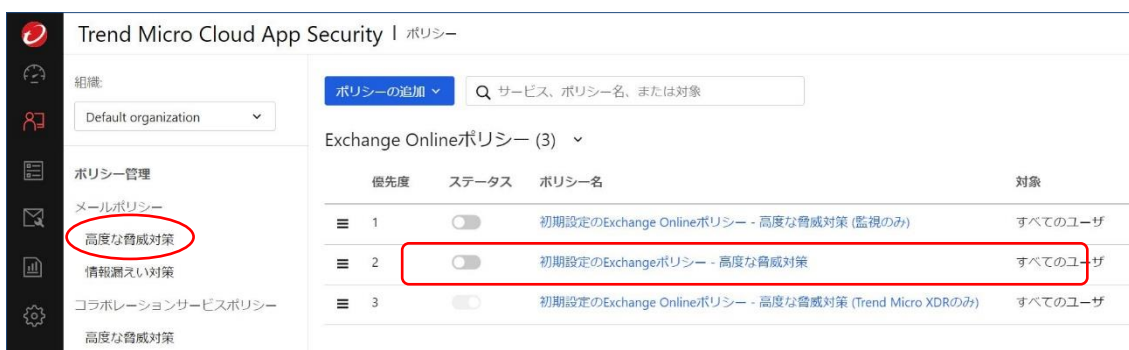 Trend Micro Cloud App Security | ポリシー
組織:
Default organization
ポリシー管理
メールポリシー
高度な脅威対策
情報漏えい対策
コラボレーションサービスポリシー
高度な脅威対策
ポリシーの追加
サービス、ポリシー名、または対象
Exchange Onlineポリシー (3)
優先度 ステータス ポリシー名 対象
1 初期設定のExchange Onlineポリシー - 高度な脅威対策 (監視のみ) すべてのユーザ
2 初期設定のExchangeポリシー - 高度な脅威対策 すべてのユーザ
3 初期設定のExchange Onlineポリシー - 高度な脅威対策 (Trend Micro XDRのみ) すべてのユーザ